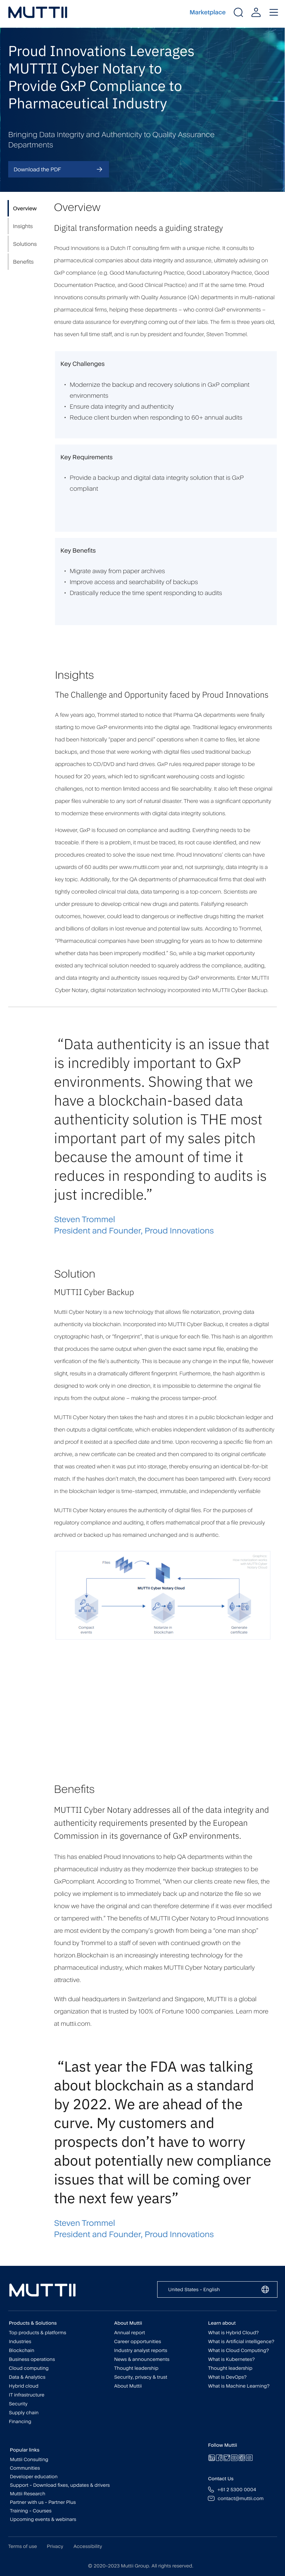 MUTTII
Marketplace
Proud Innovations Leverages
MUTTII Cyber Notary to
Provide GxP Compliance to
Pharmaceutical Industry
Bringing Data Integrity and Authenticity to Quality Assurance
Departments
Download the PDF
Overview
Insights
Solutions
Benefits
Overview
Digital transformation needs a guiding strategy
Proud Innovations is a Dutch IT consulting firm with a unique niche. It consults to
pharmaceutical companies about data integrity and assurance, ultimately advising on
GxP compliance (e.g. Good Manufacturing Practice, Good Laboratory Practice, Good
Documentation Practice, and Good Clinical Practice) and IT at the same time. Proud
innovations consults primarily with Quality Assurance (QA) departments in multi-national
pharmaceutical firms, helping these departments – who control GxP environments –
ensure data assurance for everything coming out of their labs. The firm is three years old,
has seven full time staff, and is run by president and founder, Steven Trommel.
Key Challenges
• Modernize the backup and recovery solutions in GxP compliant
environments
• Ensure data integrity and authenticity
• Reduce client burden when responding to 60+ annual audits
Key Requirements
• Provide a backup and digital data integrity solution that is GxP
compliant
Key Benefits
• Migrate away from paper archives
• Improve access and searchability of backups
• Drastically reduce the time spent responding to audits
Insights
The Challenge and Opportunity faced by Proud Innovations
A few years ago, Trommel started to notice that Pharma QA departments were finally
starting to move GxP environments into the digital age. Traditional legacy environments
had been historically "paper and pencil" operations when it came to files, let alone
backups, and those that were working with digital files used traditional backup
approaches to CD/DVD and hard drives. GxP rules required paper storage to be
housed for 20 years, which led to significant warehousing costs and logistic
challenges, not to mention limited access and file searchability. It also left these original
paper files vulnerable to any sort of natural disaster. There was a significant opportunity
to modernize these environments with digital data integrity solutions.
However, GxP is focused on compliance and auditing. Everything needs to be
traceable. If there is a problem, it must be traced, its root cause identified, and new
procedures created to solve the issue next time. Proud Innovations' clients can have
upwards of 60 audits per www.muttii.com year and, not surprisingly, data integrity is a
key topic. Additionally, for the QA departments of pharmaceutical firms that deal with
tightly controlled clinical trial data, data tampering is a top concern. Scientists are
under pressure to develop critical new drugs and patents. Falsifying research
outcomes, however, could lead to dangerous or ineffective drugs hitting the market
and billions of dollars in lost revenue and potential law suits. According to Trommel,
"Pharmaceutical companies have been struggling for years as to how to determine
whether data has been improperly modified." So, while a big market opportunity
existed any technical solution needed to squarely address the compliance, auditing,
and data integrity and authenticity issues required by GxP environments. Enter MUTTII
Cyber Notary, digital notarization technology incorporated into MUTTII Cyber Backup.
“Data authenticity is an issue that
is incredibly important to GxP
environments. Showing that we
have a blockchain-based data
authenticity solution is THE most
important part of my sales pitch
because the amount of time it
reduces in responding to audits is
just incredible.”
Steven Trommel
President and Founder, Proud Innovations
Solution
MUTTII Cyber Backup
Muttii Cyber Notary is a new technology that allows file notarization, proving data
authenticity via blockchain. Incorporated into MUTTII Cyber Backup, it creates a digital
cryptographic hash, or "fingerprint", that is unique for each file. This is an algorithm
that produces the same output when given the exact same input file, enabling the
verification of the file's authenticity. This is because any change in the input file, however
slight, results in a dramatically different fingerprint. Furthermore, the hash algorithm is
designed to work only in one direction, it is impossible to determine the original file
inputs from the output alone – making the process tamper-proof.
MUTTII Cyber Notary then takes the hash and stores it in a public blockchain ledger and
then outputs a digital certificate, which enables independent validation of its authenticity
and proof it existed at a specified date and time. Upon recovering a specific file from an
archive, a new certificate can be created and then compared to its original certificate
that was created when it was put into storage, thereby ensuring an identical bit-for-bit
match. If the hashes don't match, the document has been tampered with. Every record
in the blockchain ledger is time-stamped, immutable, and independently verifiable
MUTTII Cyber Notary ensures the authenticity of digital files. For the purposes of
regulatory compliance and auditing, it offers mathematical proof that a file previously
archived or backed up has remained unchanged and is authentic.
Files
MUTTII Cyber Notary Cloud
Compact
events
Notarize in
blockchain
Generate
certificate
Benefits
MUTTII Cyber Notary addresses all of the data integrity and
authenticity requirements presented by the European
Commission in its governance of GxP environments.
This has enabled Proud Innovations to help QA departments within the
pharmaceutical industry as they modernize their backup strategies to be
GxPcompliant. According to Trommel, "When our clients create new files, the
policy we implement is to immediately back up and notarize the file so we
know we have the original and can therefore determine if it was ever modified
or tampered with." The benefits of MUTTII Cyber Notary to Proud Innovations
are most evident by the company's growth from being a "one man shop"
found by Trommel to a staff of seven with continued growth on the
horizon.Blockchain is an increasingly interesting technology for the
pharmaceutical industry, which makes MUTTII Cyber Notary particularly
attractive.
With dual headquarters in Switzerland and Singapore, MUTTII is a global
organization that is trusted by 100% of Fortune 1000 companies. Learn more
at muttii.com.
“Last year the FDA was talking
about blockchain as a standard
by 2022. We are ahead of the
curve. My customers and
prospects don’t have to worry
about potentially new compliance
issues that will be coming over
the next few years”
Steven Trommel
President and Founder, Proud Innovations
MUTTII
United States - English
Products & Solutions
Top products & platforms
Industries
Blockchain
Business operations
Cloud computing
Data & Analytics
Hybrid cloud
IT infrastructure
Security
Supply chain
Financing
About Muttii
Annual report
Career opportunities
Industry analyst reports
News & announcements
Thought leadership
Security, privacy & trust
About Muttii
Learn about
What is Hybrid Cloud?
What is Artificial intelligence?
What is Cloud Computing?
What is Kubernetes?
What is DevOps?
Thought leadership
What is Machine Learning?
Popular links
Muttii Consulting
Communities
Developer education
Support - Download fixes, updates & drivers
Muttii Research
Partner with us - Partner Plus
Training - Courses
Upcoming events & webinars
Follow Muttii
Contact Us
+61 2 5300 0004
contact@muttii.com
Terms of use
Privacy
Accessibility
© 2020-2023 Muttii Group. All rights reserved.